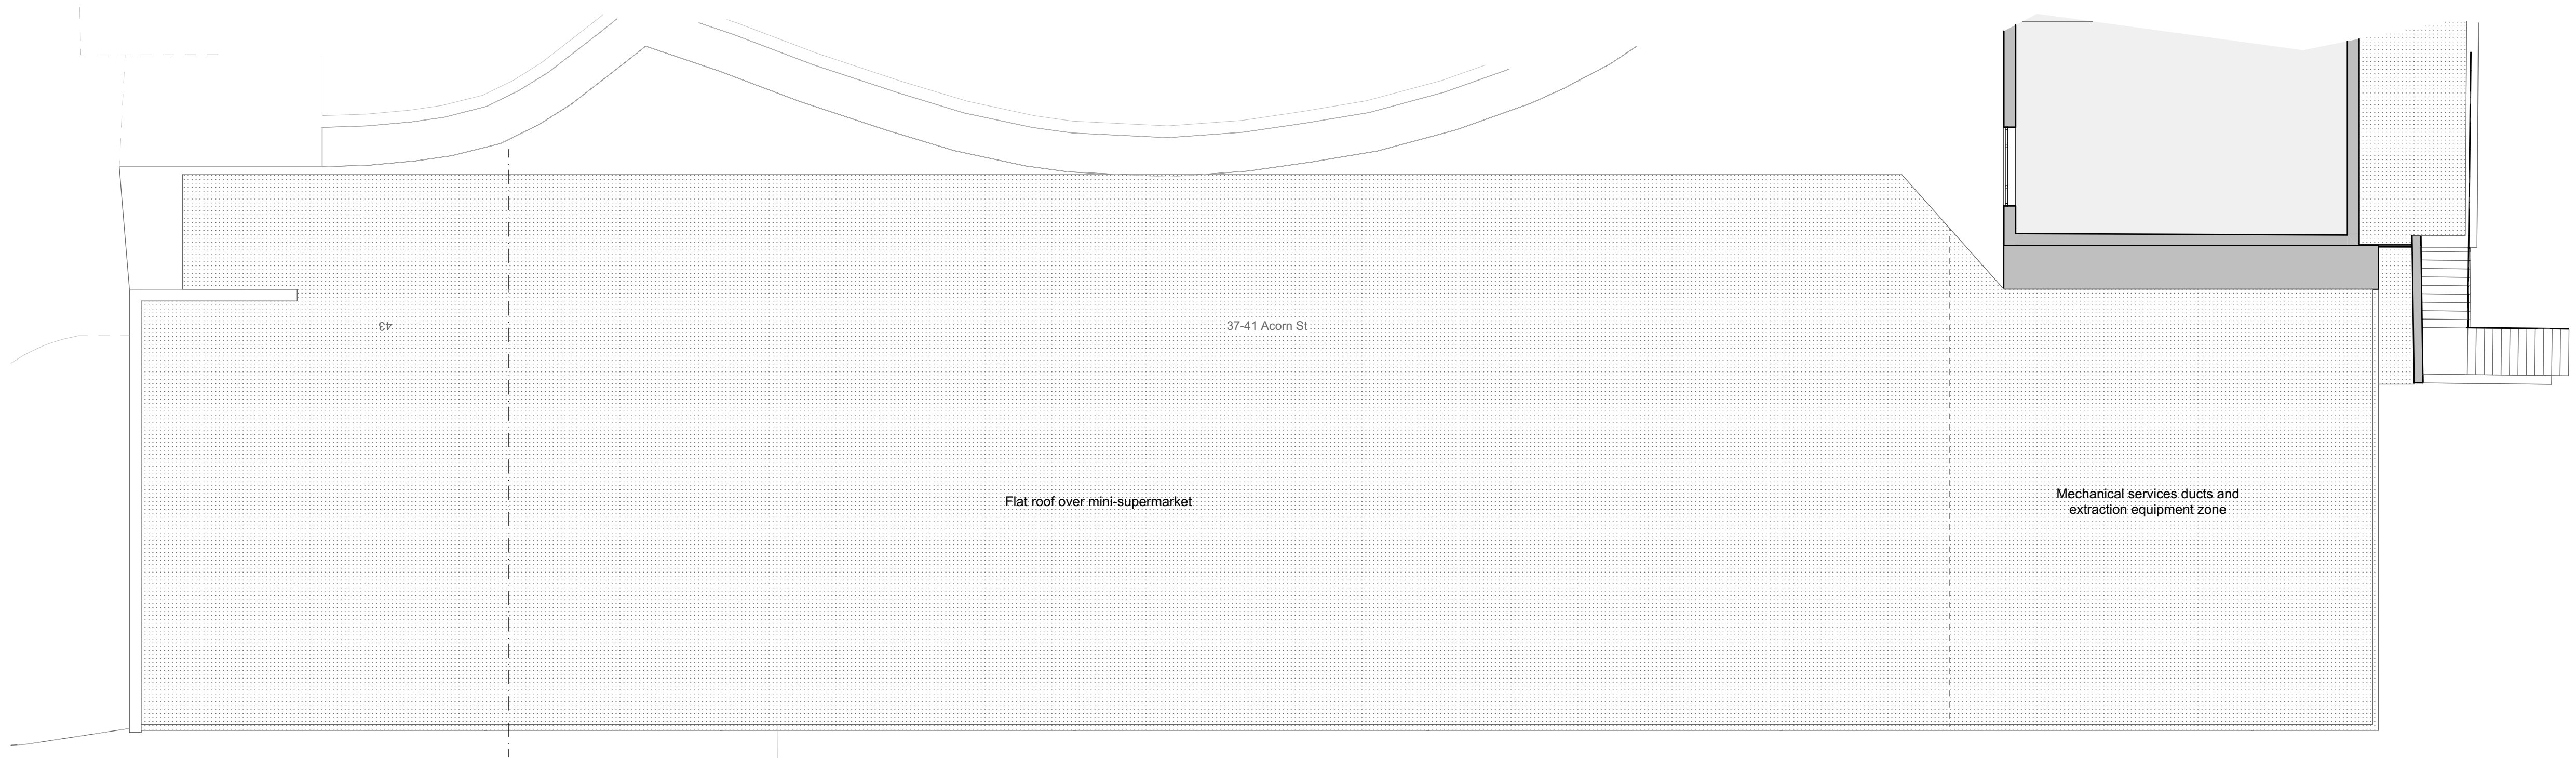 43
37-41 Acorn St
Flat roof over mini-supermarket
Mechanical services ducts and
extraction equipment zone